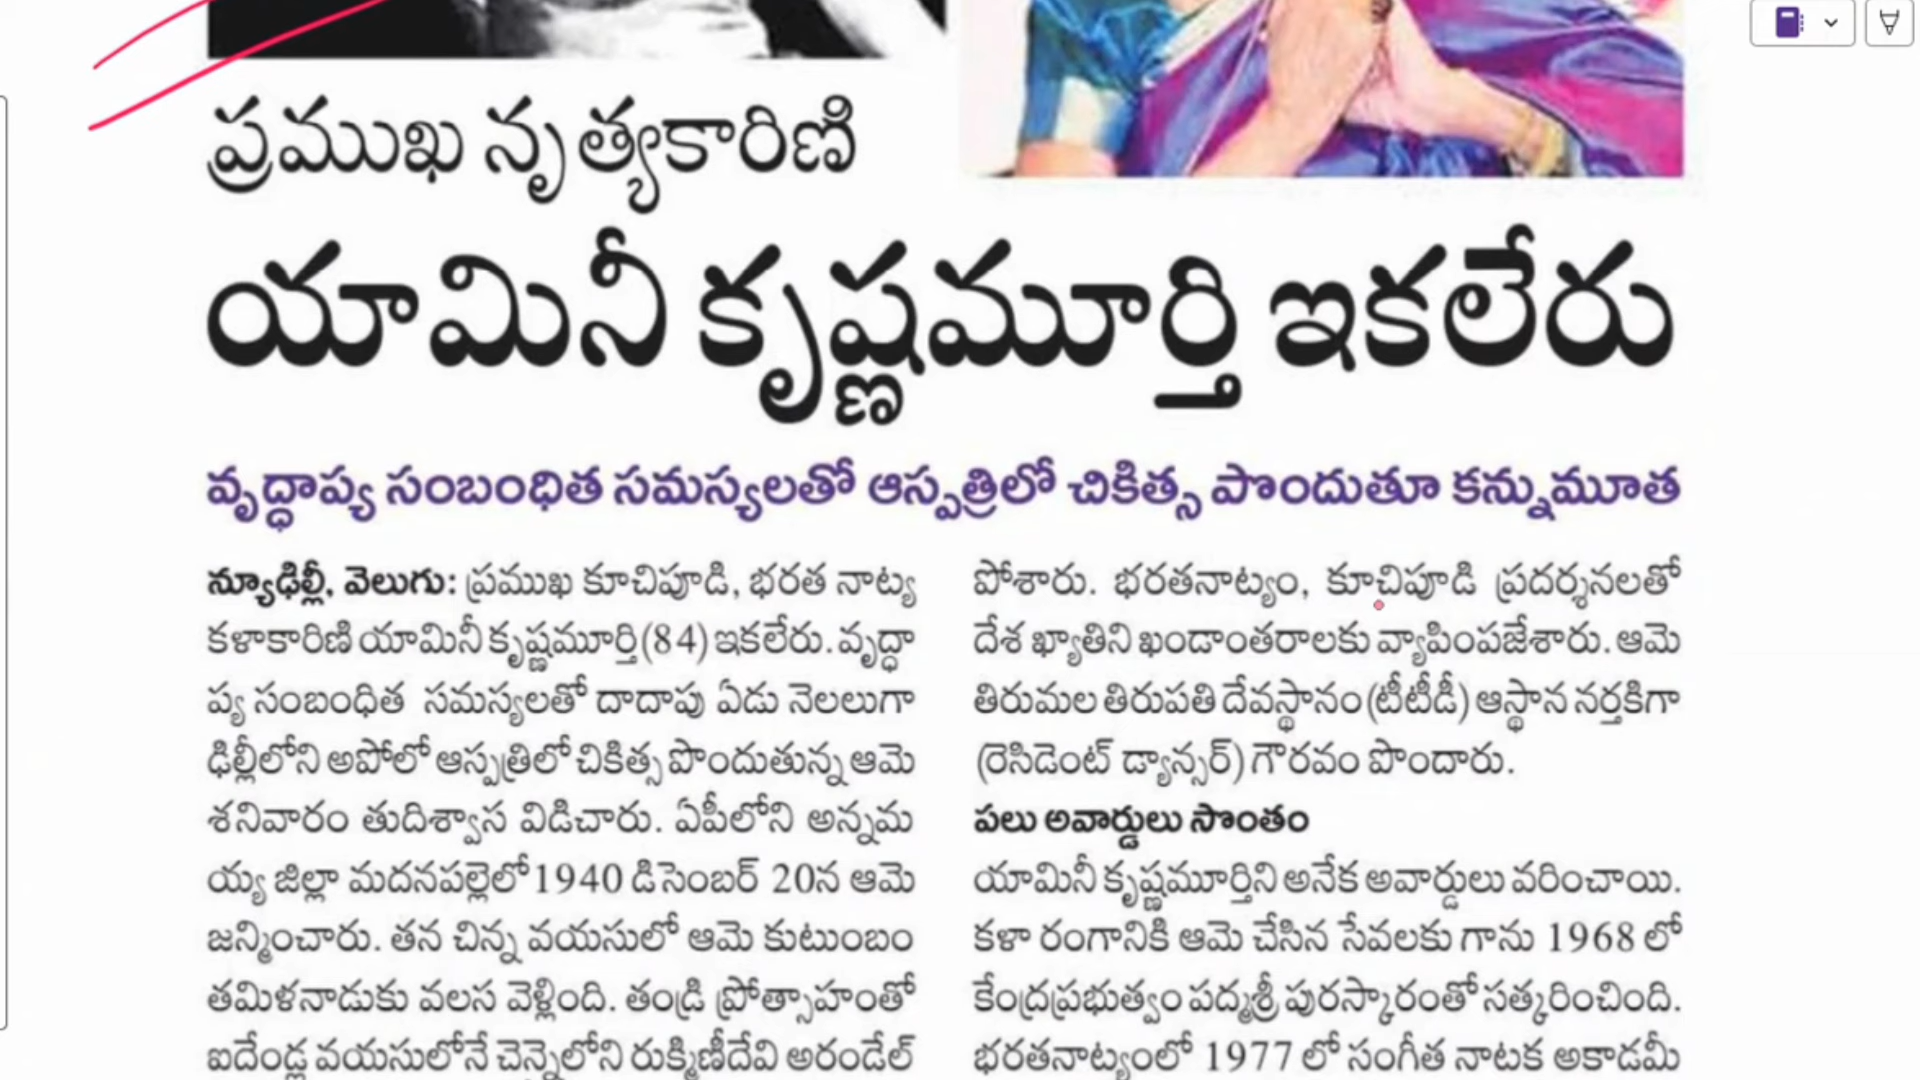 ప్రముఖ నృత్యకారిణి
యామినీ కృష్ణమూర్తి ఇకలేరు
వృద్ధాప్య సంబంధిత సమస్యలతో ఆస్పత్రిలో చికిత్స పొందుతూ కన్నుమూత
న్యూఢిల్లీ, వెలుగు: ప్రముఖ కూచిపూడి, భరత నాట్య
కళాకారిణి యామినీ కృష్ణమూర్తి(84) ఇకలేరు. వృద్ధా
ప్య సంబంధిత సమస్యలతో దాదాపు ఏడు నెలలుగా
ఢిల్లీలోని అపోలో ఆస్పత్రిలో చికిత్స పొందుతున్న ఆమె
శనివారం తుదిశ్వాస విడిచారు. ఏపీలోని అన్నమ
య్య జిల్లా మదనపల్లెలో 1940 డిసెంబర్ 20న ఆమె
జన్మించారు. తన చిన్న వయసులో ఆమె కుటుంబం
తమిళనాడుకు వలస వెళ్లింది. తండ్రి ప్రోత్సాహంతో
ఐదేండ్ల వయసులోనే చెన్నైలోని రుక్మిణీదేవి అరండేల్
పోశారు. భరతనాట్యం, కూచిపూడి ప్రదర్శనలతో
దేశ ఖ్యాతిని ఖండాంతరాలకు వ్యాపింపజేశారు. ఆమె
తిరుమల తిరుపతి దేవస్థానం (టీటీడీ) ఆస్థాన నర్తకిగా
(రెసిడెంట్ డ్యాన్సర్) గౌరవం పొందారు.
పలు అవార్డులు సొంతం
యామినీ కృష్ణమూర్తిని అనేక అవార్డులు వరించాయి.
కళా రంగానికి ఆమె చేసిన సేవలకు గాను 1968 లో
కేంద్రప్రభుత్వం పద్మశ్రీ పురస్కారంతో సత్కరించింది.
భరతనాట్యంలో 1977 లో సంగీత నాటక అకాడమీ